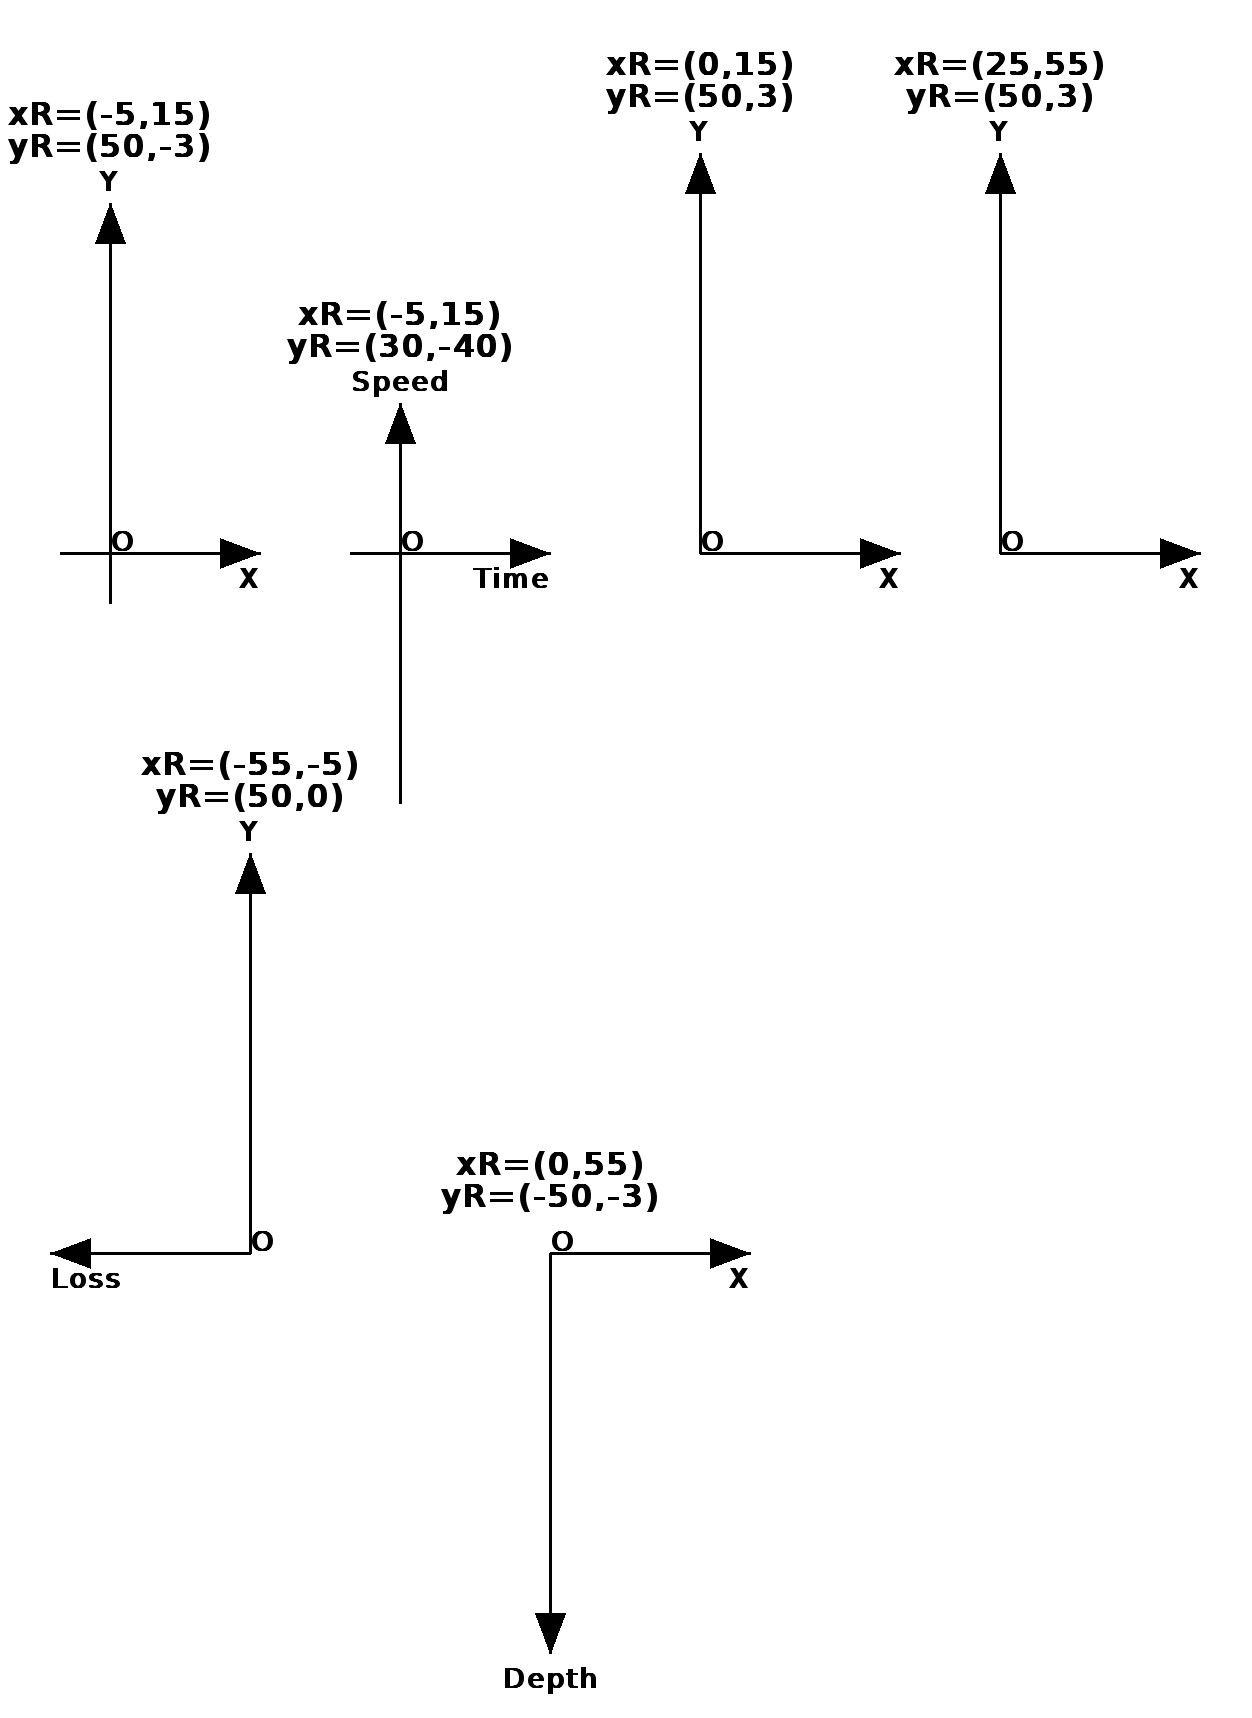 xR=(-5,15)
yR=(50,-3)
Y
O
X
xR=(-5,15)
yR=(30,-40)
Speed
O
Time
xR=(0,15)
yR=(50,3)
Y
O
X
xR=(25,55)
yR=(50,3)
Y
O
X
xR=(-55,-5)
yR=(50,0)
Y
O
Loss
xR=(0,55)
yR=(-50,-3)
O
X
Depth